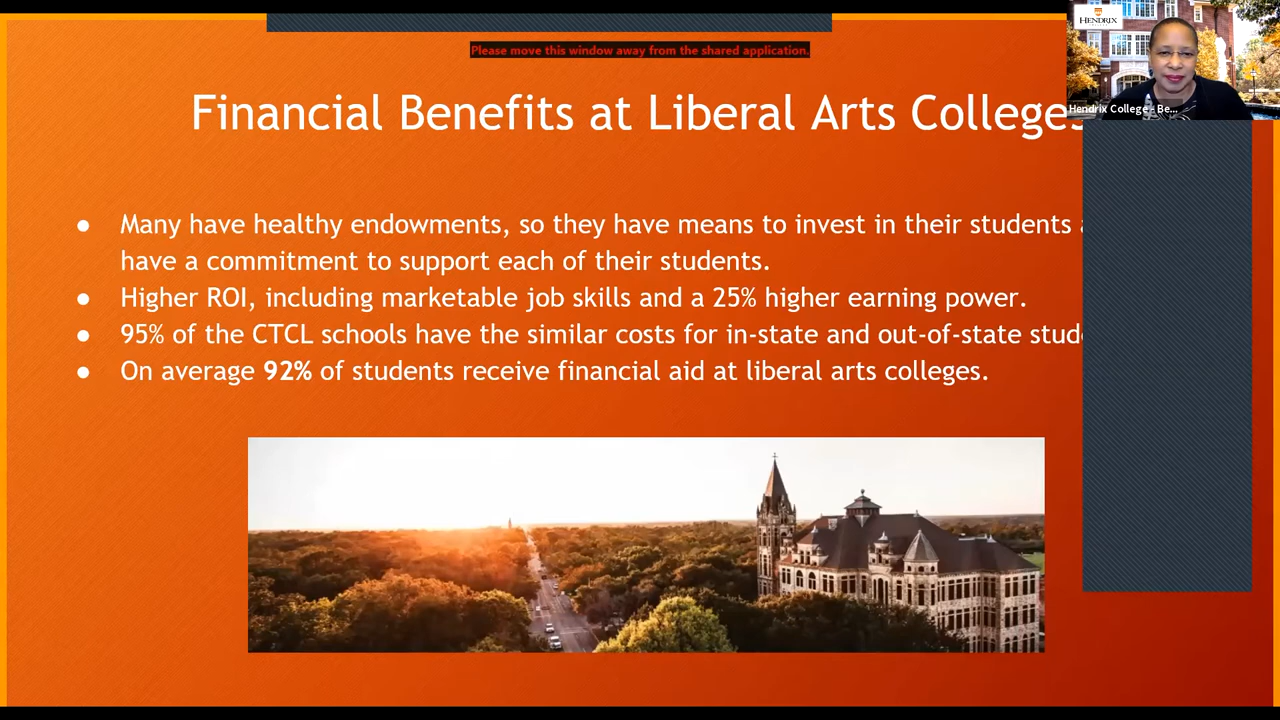 Please move this window away from the shared application.
HENDRIX
Hendrix College - Be...
Financial Benefits at Liberal Arts Colleges
● Many have healthy endowments, so they have means to invest in their students
have a commitment to support each of their students.
● Higher ROI, including marketable job skills and a 25% higher earning power.
● 95% of the CTCL schools have the similar costs for in-state and out-of-state stud
● On average 92% of students receive financial aid at liberal arts colleges.